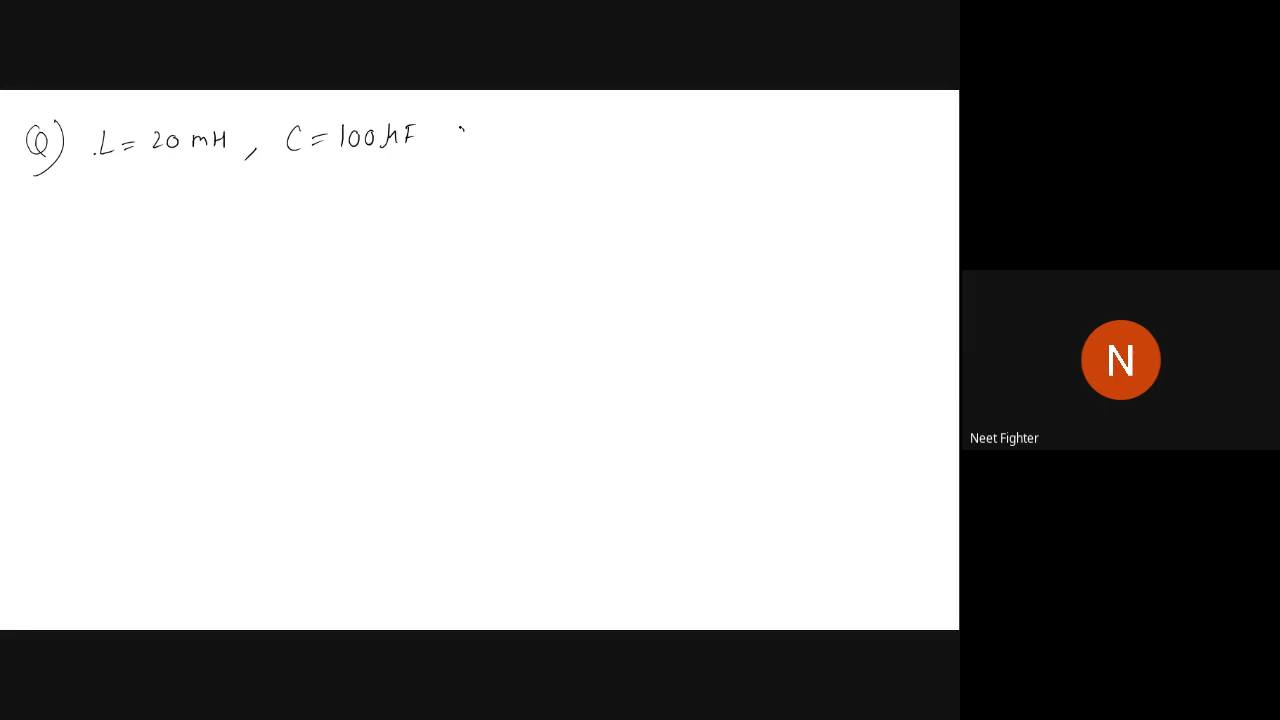 Q) L = 20 mH , C = 100 μF
N
Neet Fighter